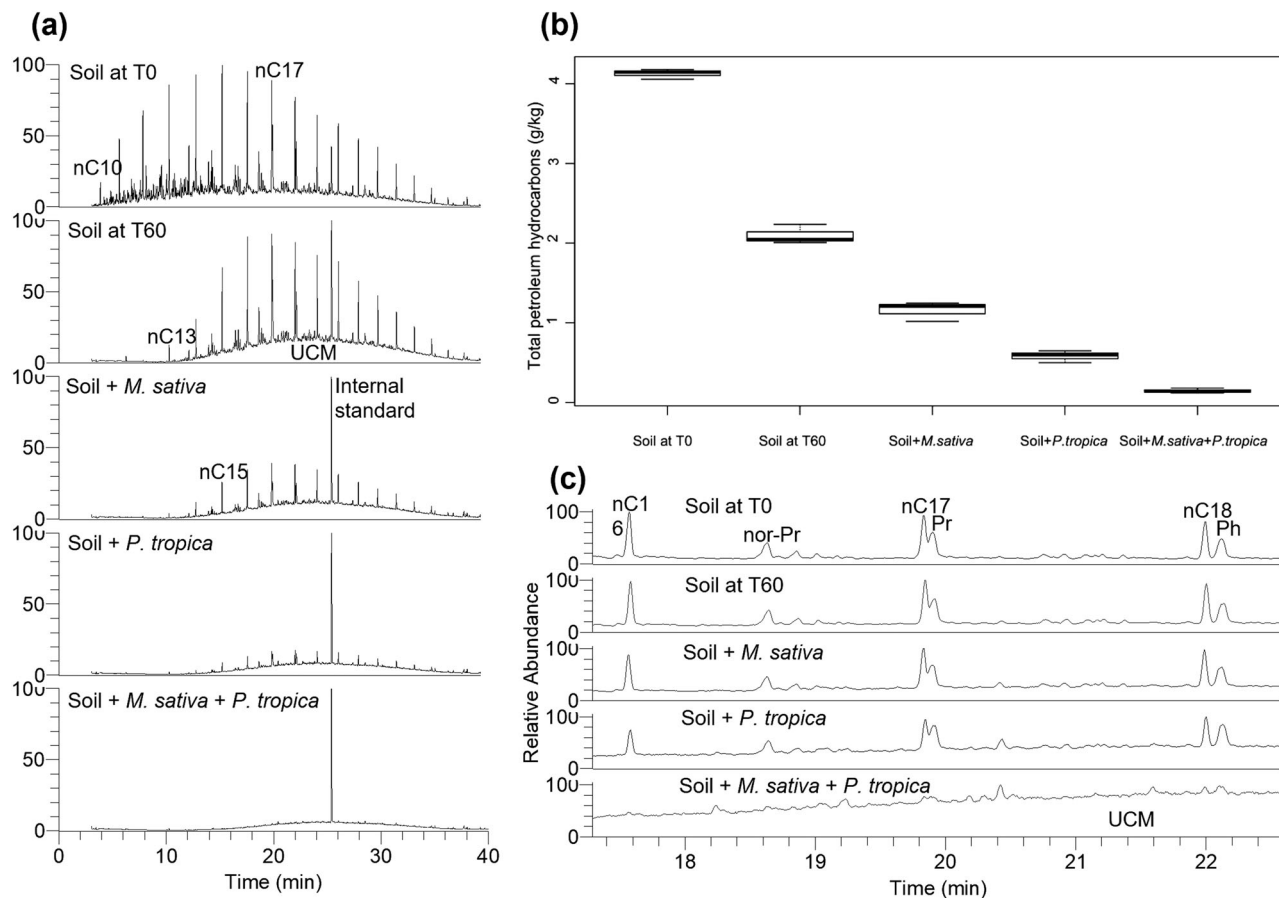 (a)
100
50
0
Soil at T0
nC10
nC17
100
50
0
Soil at T60
nC13
UCM
100
50
0
Soil + M. sativa
nC15
Internal
standard
100
50
0
Soil + P. tropica
100
50
0
Soil + M. sativa + P. tropica
0 10 20 30 40
Time (min)
(b)
Total petroleum hydrocarbons (g/kg)
4
3
2
1
0
Soil at T0 Soil at T60 Soil+M.sativa Soil+P.tropica Soil+M.sativa+P.tropica
(c)
Relative Abundance
100
0
Soil at T0
nC1
6
nor-Pr
nC17
Pr
nC18
Ph
100
0
Soil at T60
100
0
Soil + M. sativa
100
0
Soil + P. tropica
100
0
Soil + M. sativa + P. tropica
UCM
18 19 20 21 22
Time (min)